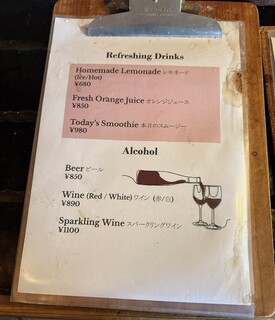 Refreshing Drinks
Homemade Lemonade レモネード
(Ice/Hot)
¥680
Fresh Orange Juice オレンジジュース
¥850
Today's Smoothie 本日のスムージー
¥980
Alcohol
Beer ビール
¥850
Wine (Red / White) ワイン (赤/白)
¥890
Sparkling Wine スパークリングワイン
¥1100